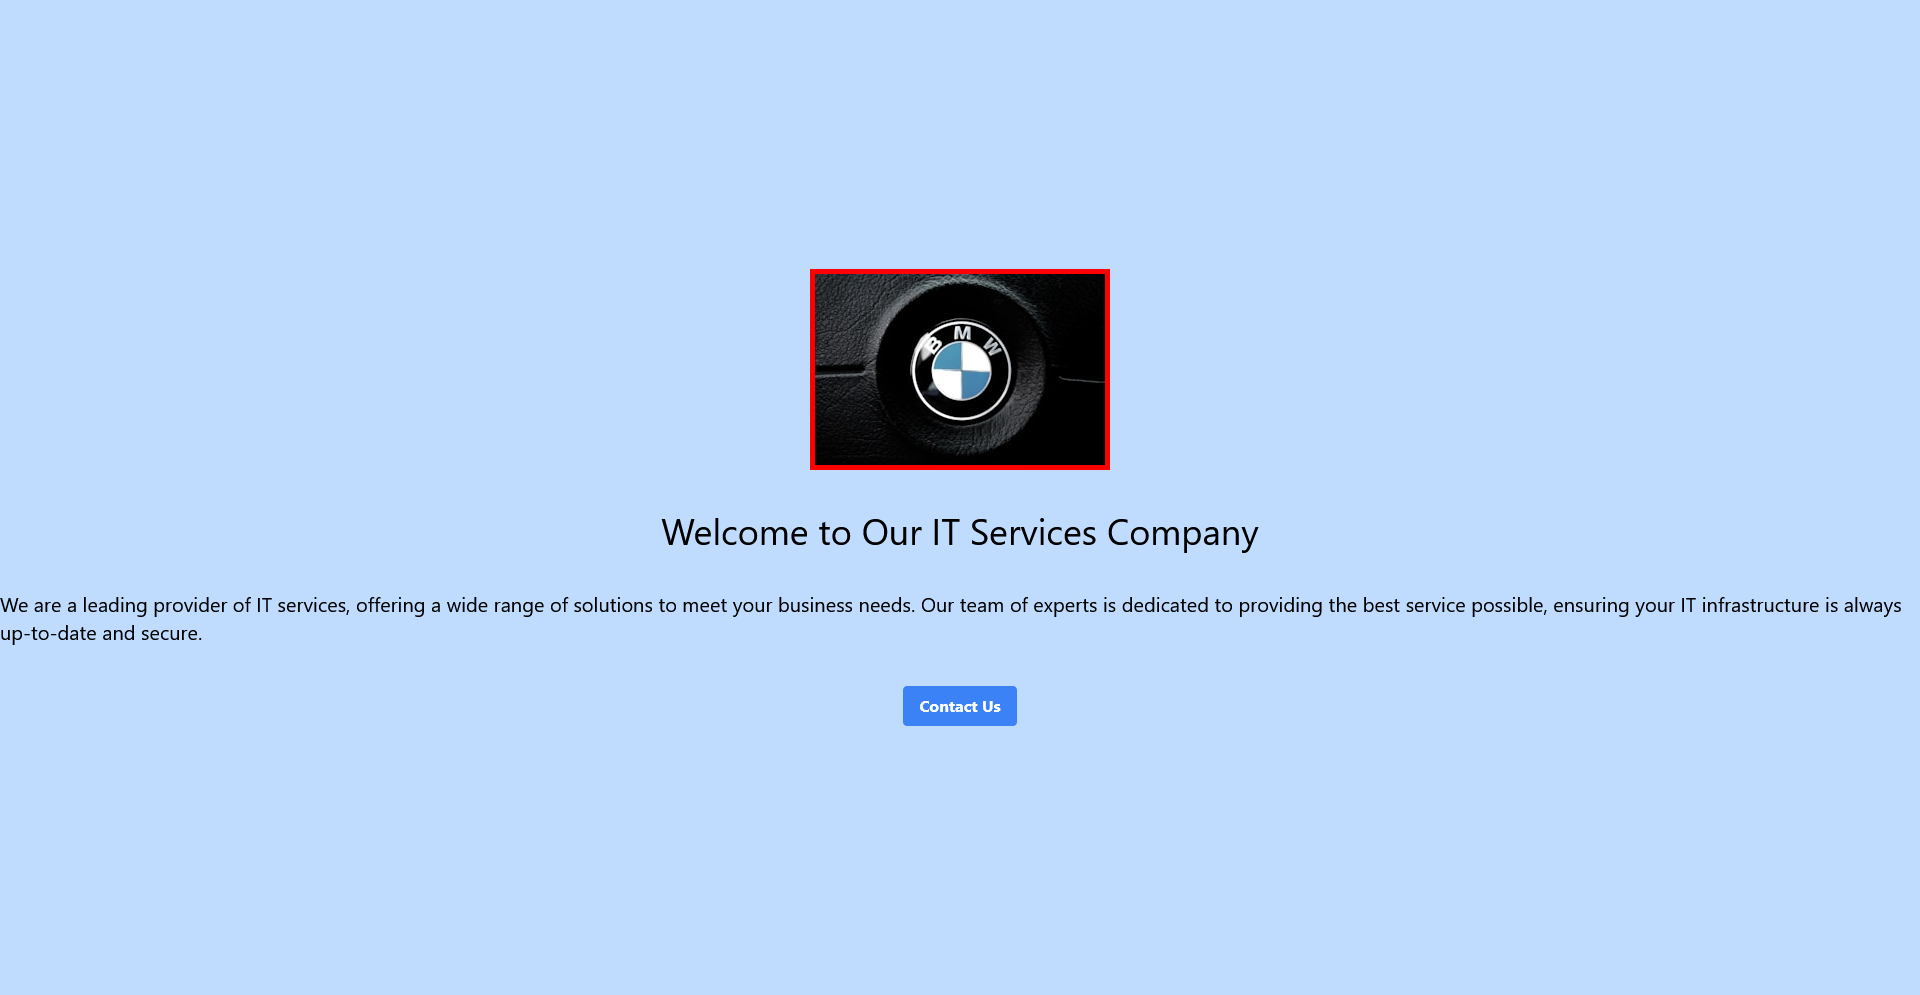 BMW
Welcome to Our IT Services Company
We are a leading provider of IT services, offering a wide range of solutions to meet your business needs. Our team of experts is dedicated to providing the best service possible, ensuring your IT infrastructure is always
up-to-date and secure.
Contact Us